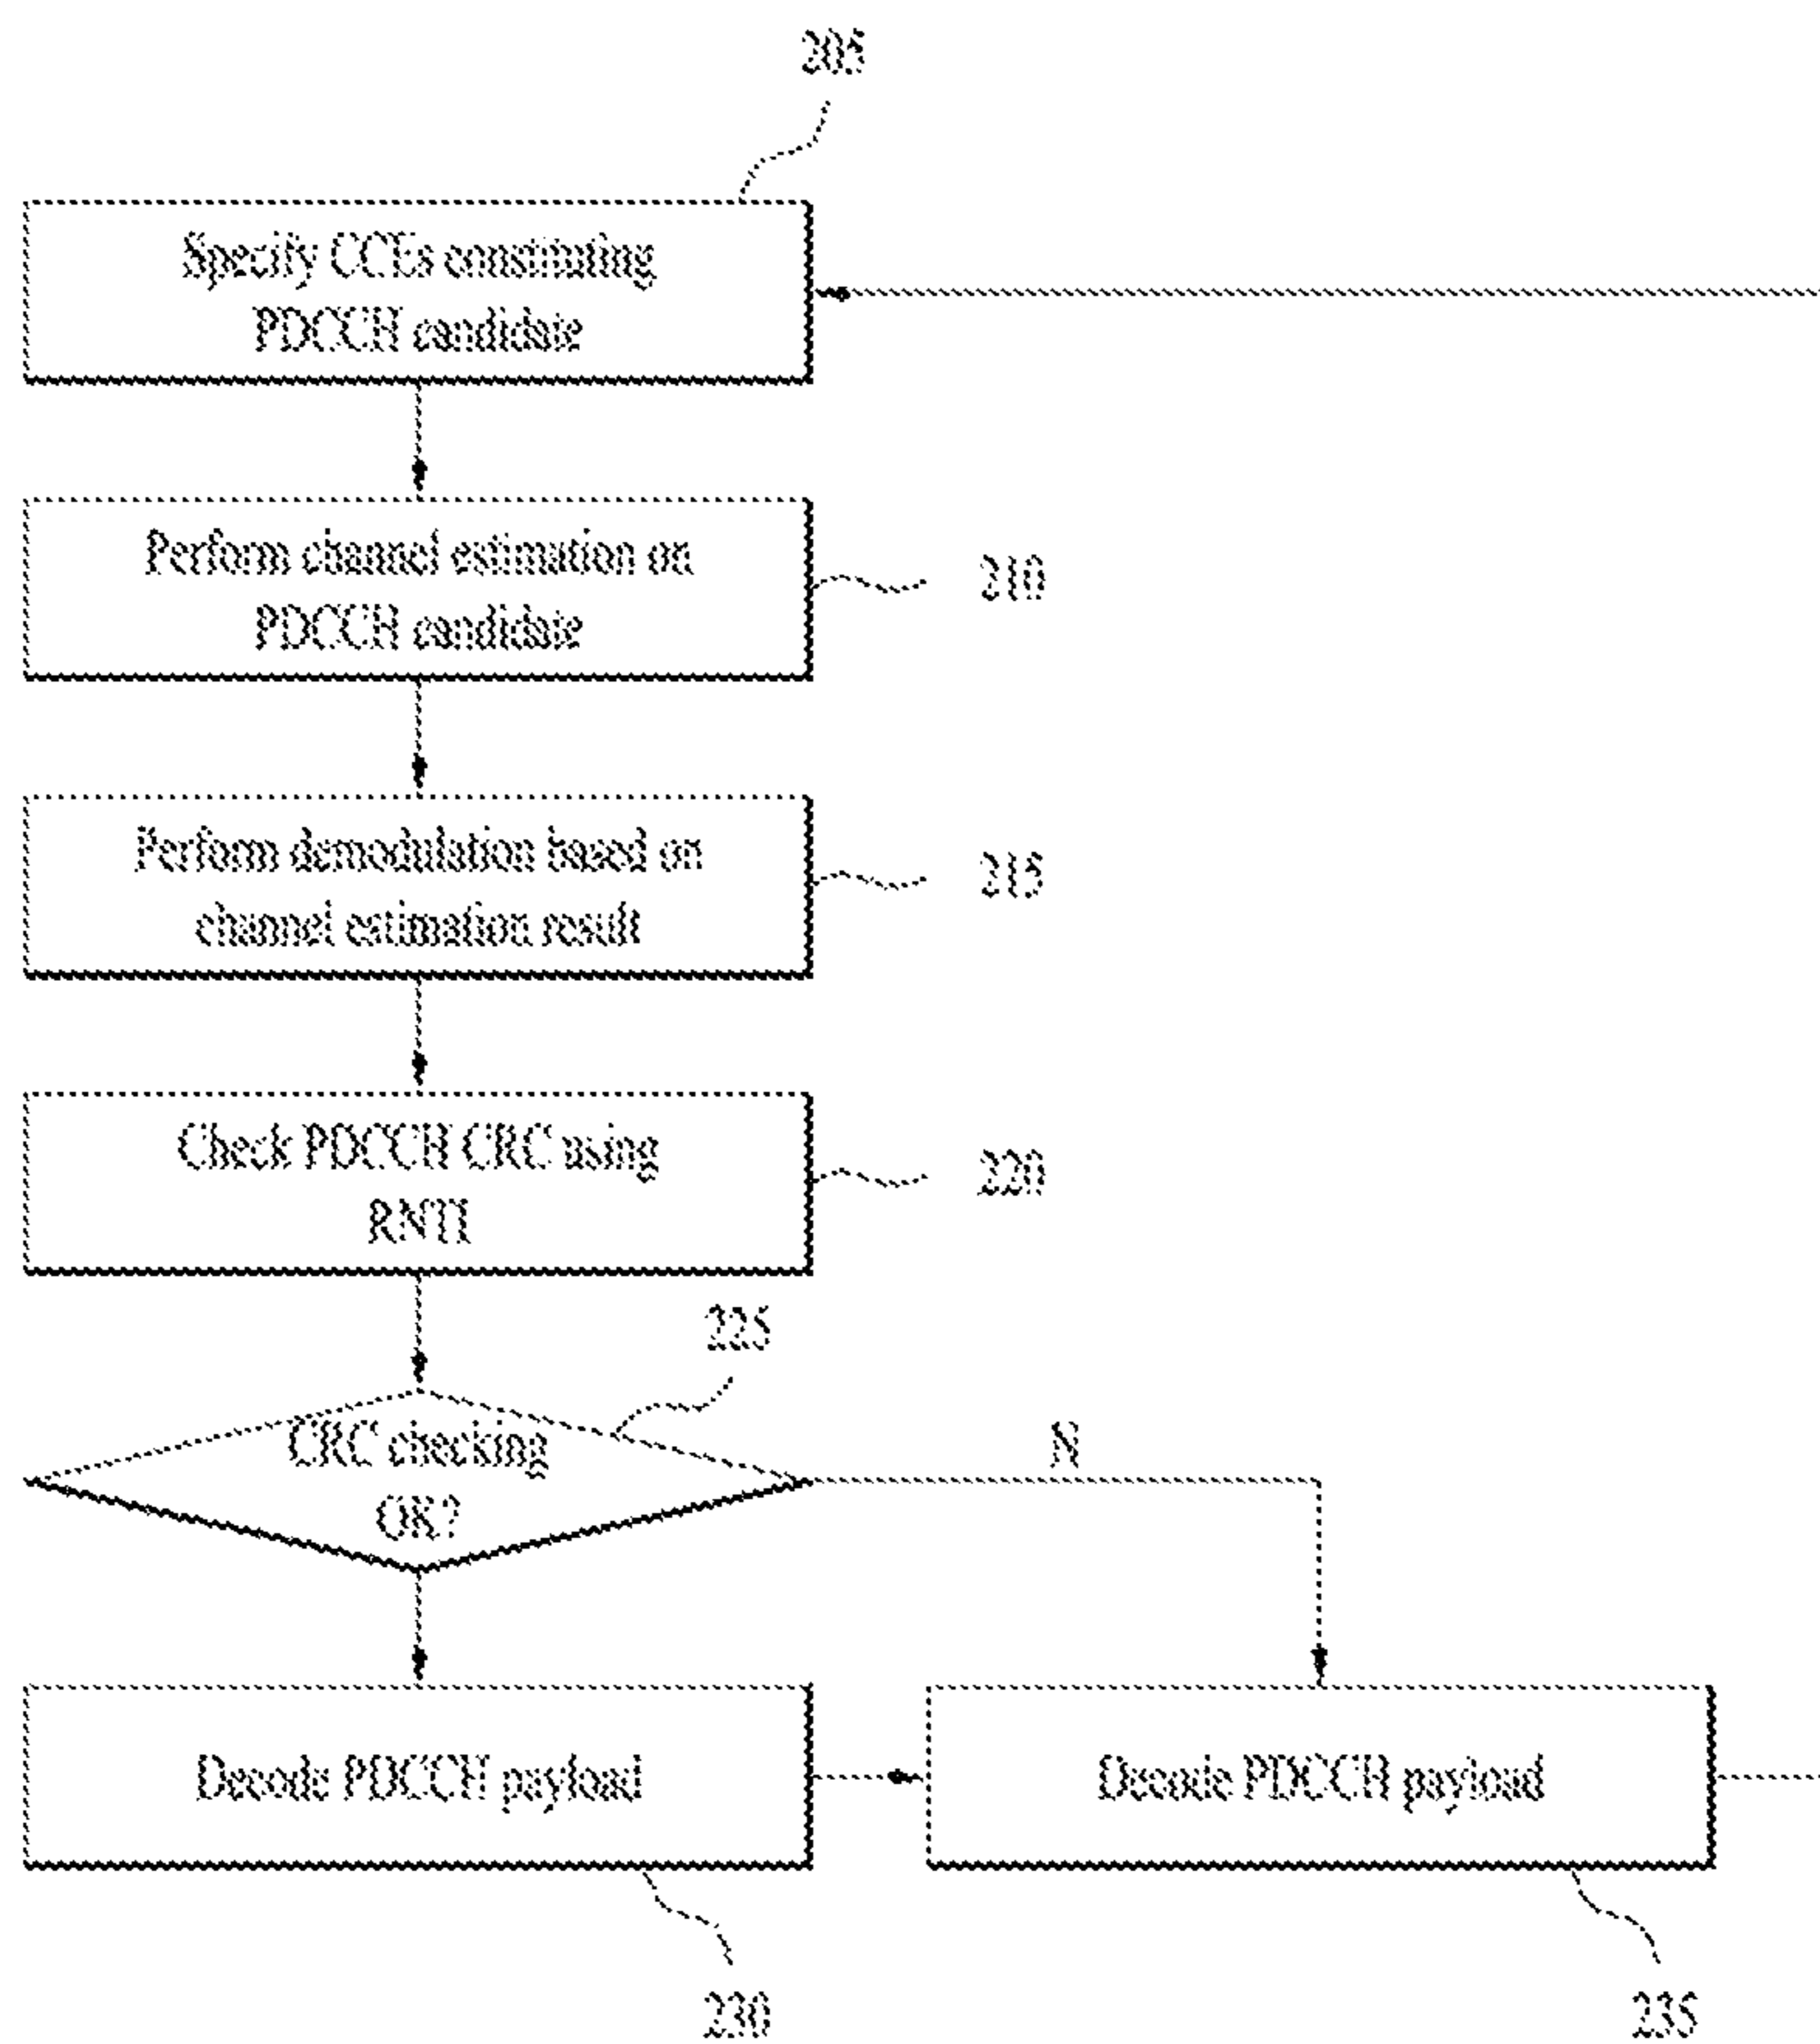 205
Specify CCEs constituting
PDCCH candidate
Perform channel estimation on
PDCCH candidate
210
Perform demodulation based on
channel estimation result
215
Check PDCCH CRC using
RNTI
220
225
CRC checking
OK?
N
Decode PDCCH payload
Decode PDCCH payload
230
235